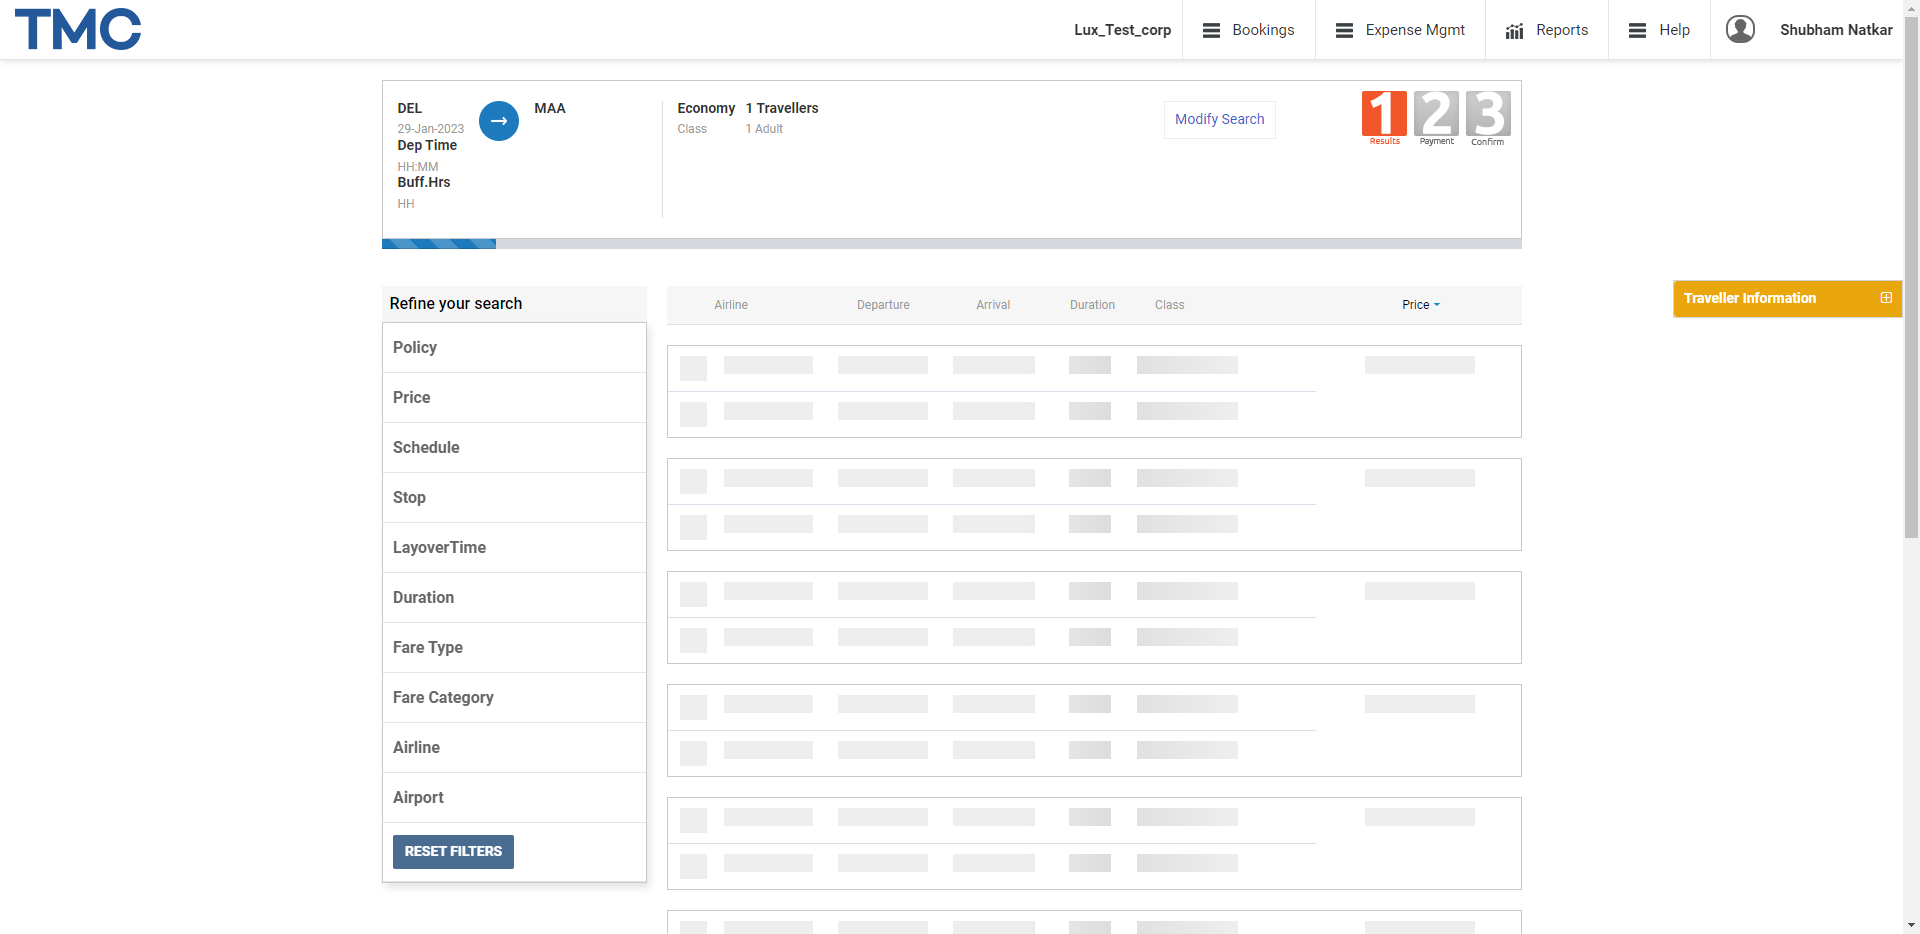 TMC
Lux_Test_corp
Bookings
Expense Mgmt
Reports
Help
Shubham Natkar
DEL
29-Jan-2023
Dep Time
HH:MM
Buff.Hrs
HH
MAA
Economy
Class
1 Travellers
1 Adult
Modify Search
1
Results
2
Payment
3
Confirm
Traveller Information
Refine your search
Policy
Price
Schedule
Stop
LayoverTime
Duration
Fare Type
Fare Category
Airline
Airport
RESET FILTERS
Airline
Departure
Arrival
Duration
Class
Price